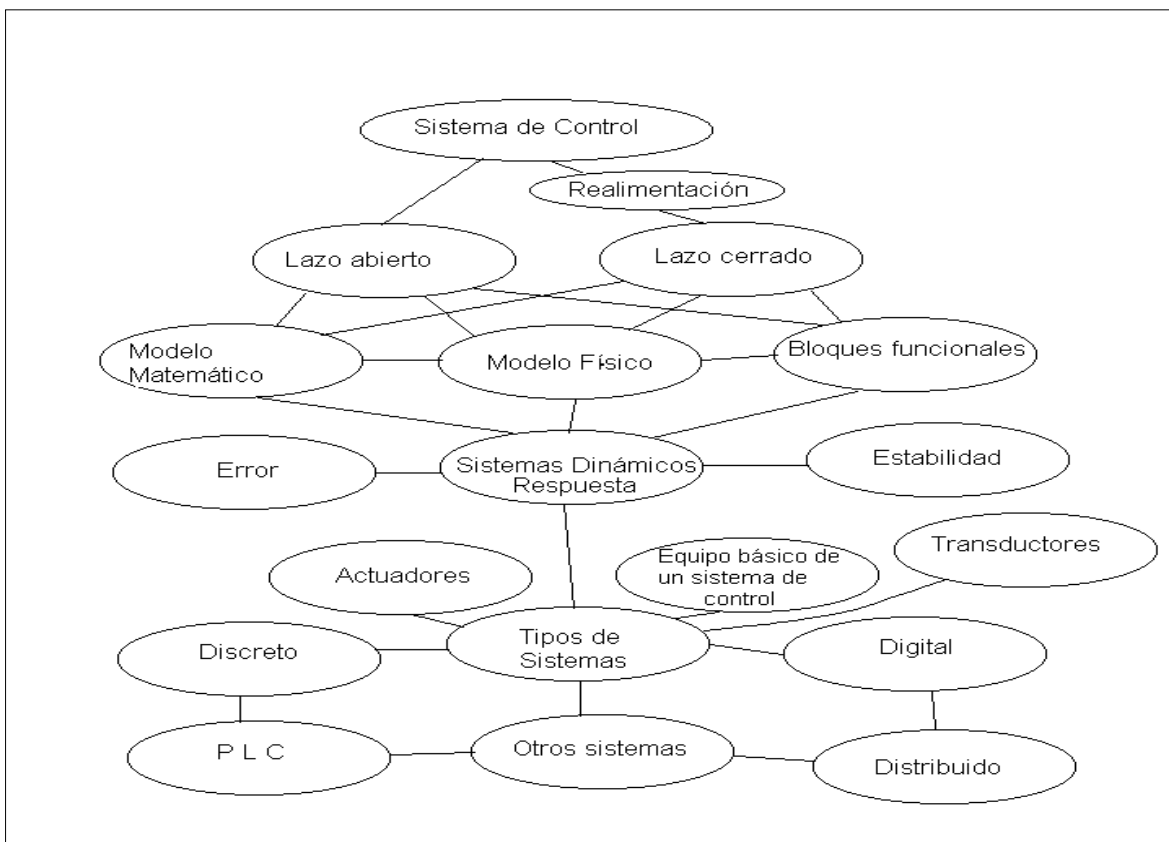 Sistema de Control
Realimentación
Lazo abierto
Lazo cerrado
Modelo
Matemático
Modelo Físico
Bloques funcionales
Error
Sistemas Dinámicos
Respuesta
Estabilidad
Actuadores
Equipo básico de
un sistema de
control
Transductores
Discreto
Tipos de
Sistemas
Digital
P L C
Otros sistemas
Distribuido